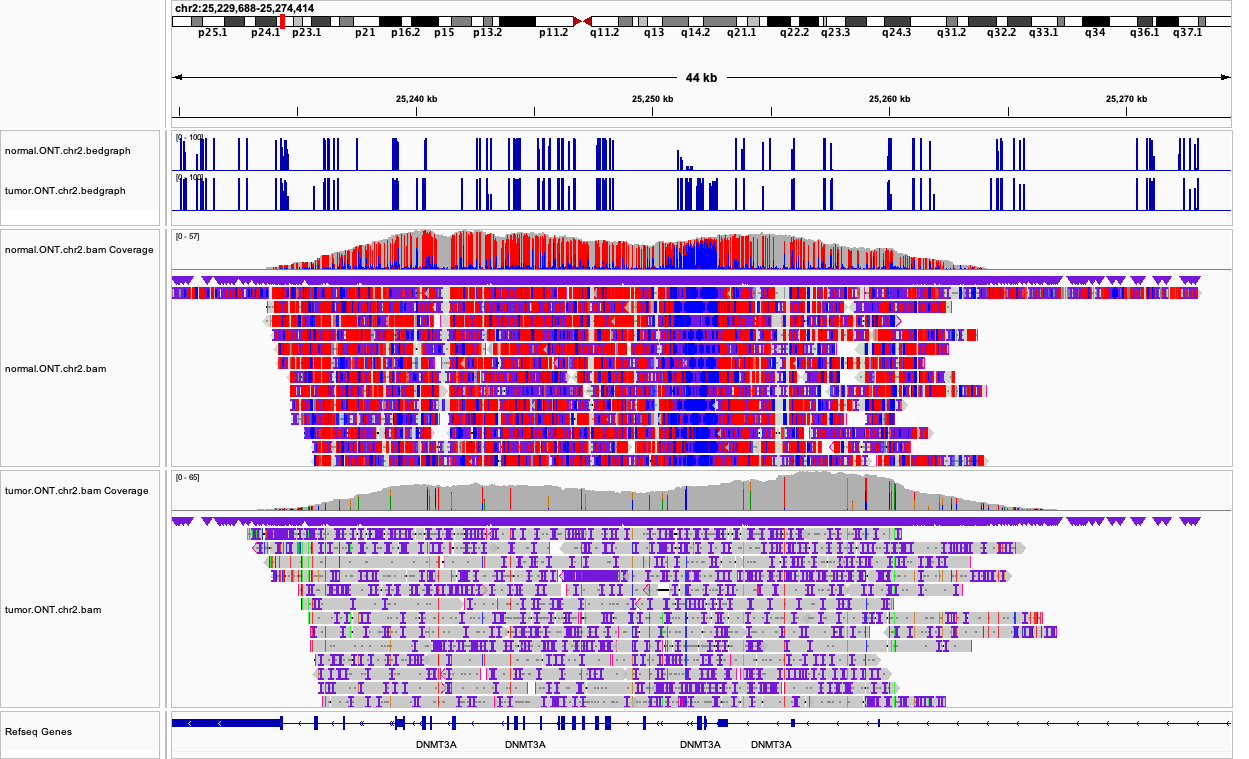 chr2:25,229,688-25,274,414
p25.1 p24.1 p23.1 p21 p16.2 p15 p13.2 p11.2 q11.2 q13 q14.2 q21.1 q22.2 q23.3 q24.3 q31.2 q32.2 q33.1 q34 q36.1 q37.1
44 kb
25,240 kb 25,250 kb 25,260 kb 25,270 kb
[0 - 100]
normal.ONT.chr2.bedgraph
[0 - 100]
tumor.ONT.chr2.bedgraph
[0 - 57]
normal.ONT.chr2.bam Coverage
normal.ONT.chr2.bam
[0 - 65]
tumor.ONT.chr2.bam Coverage
tumor.ONT.chr2.bam
Refseq Genes
DNMT3A DNMT3A DNMT3A DNMT3A